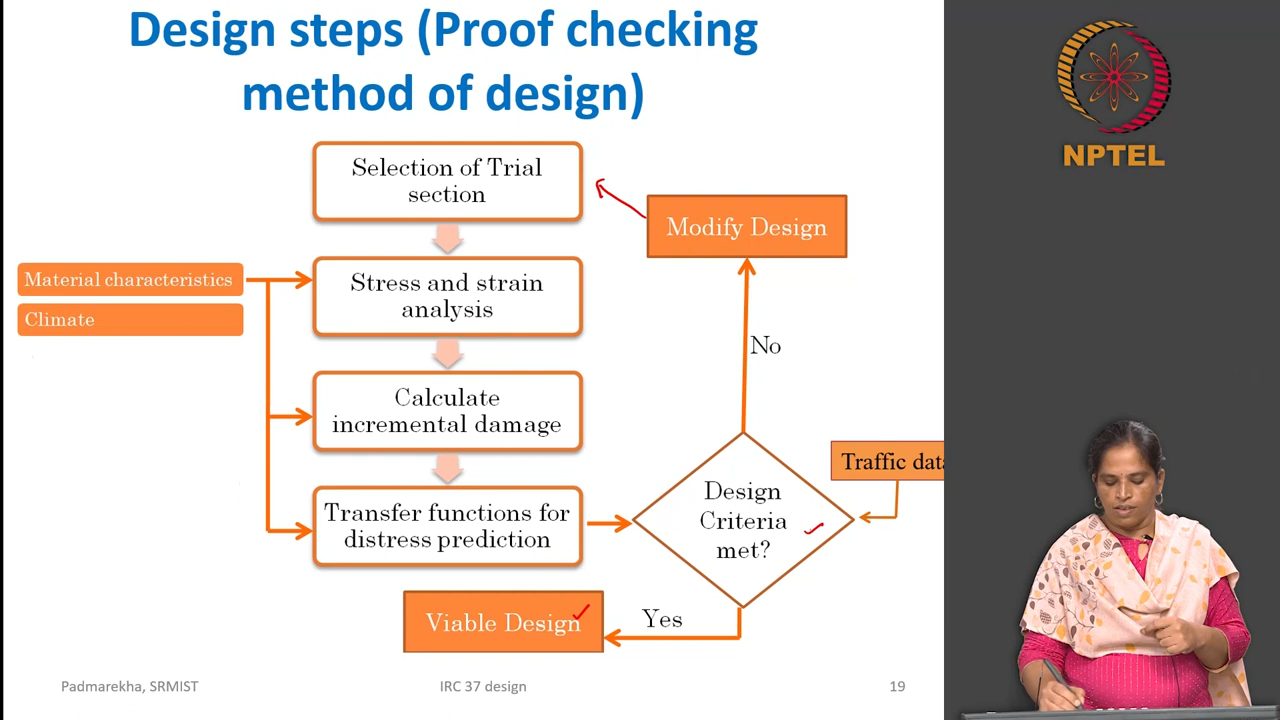 Design steps (Proof checking
method of design)
NPTEL
Selection of Trial
section
Modify Design
Material characteristics
Climate
Stress and strain
analysis
No
Calculate
incremental damage
Traffic data
Design
Criteria
met?
Transfer functions for
distress prediction
Viable Design
Yes
Padmarekha, SRMIST
IRC 37 design
19